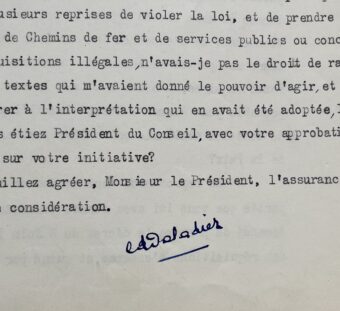 usieurs reprises de violer la loi, et de prendre
de Chemins de fer et de services publics ou conc
uisitions illégales,n'avais-je pas le droit de ra
textes qui m'avaient donné le pouvoir d'agir,et
rer à l'interprétation qui en avait été adoptée,l
s étiez Président du Conseil,avec votre approbati
sur votre initiative?
illez agréer, Monsieur le Président, l'assuranc
considération.
Daladier